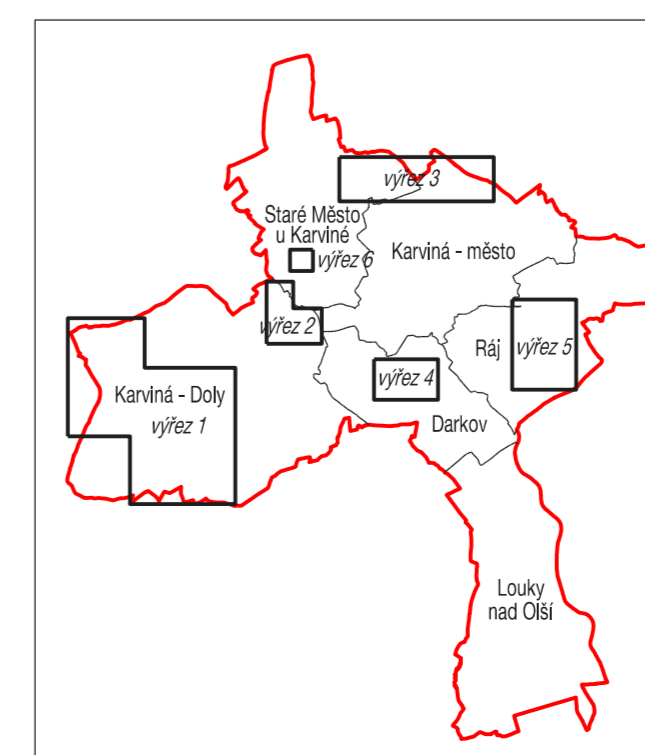 výřez 3
Staré Město
u Karviné
Karviná - město
výřez 6
výřez 2
Ráj
výřez 5
výřez 4
Karviná - Doly
výřez 1
Darkov
Louky
nad Olší